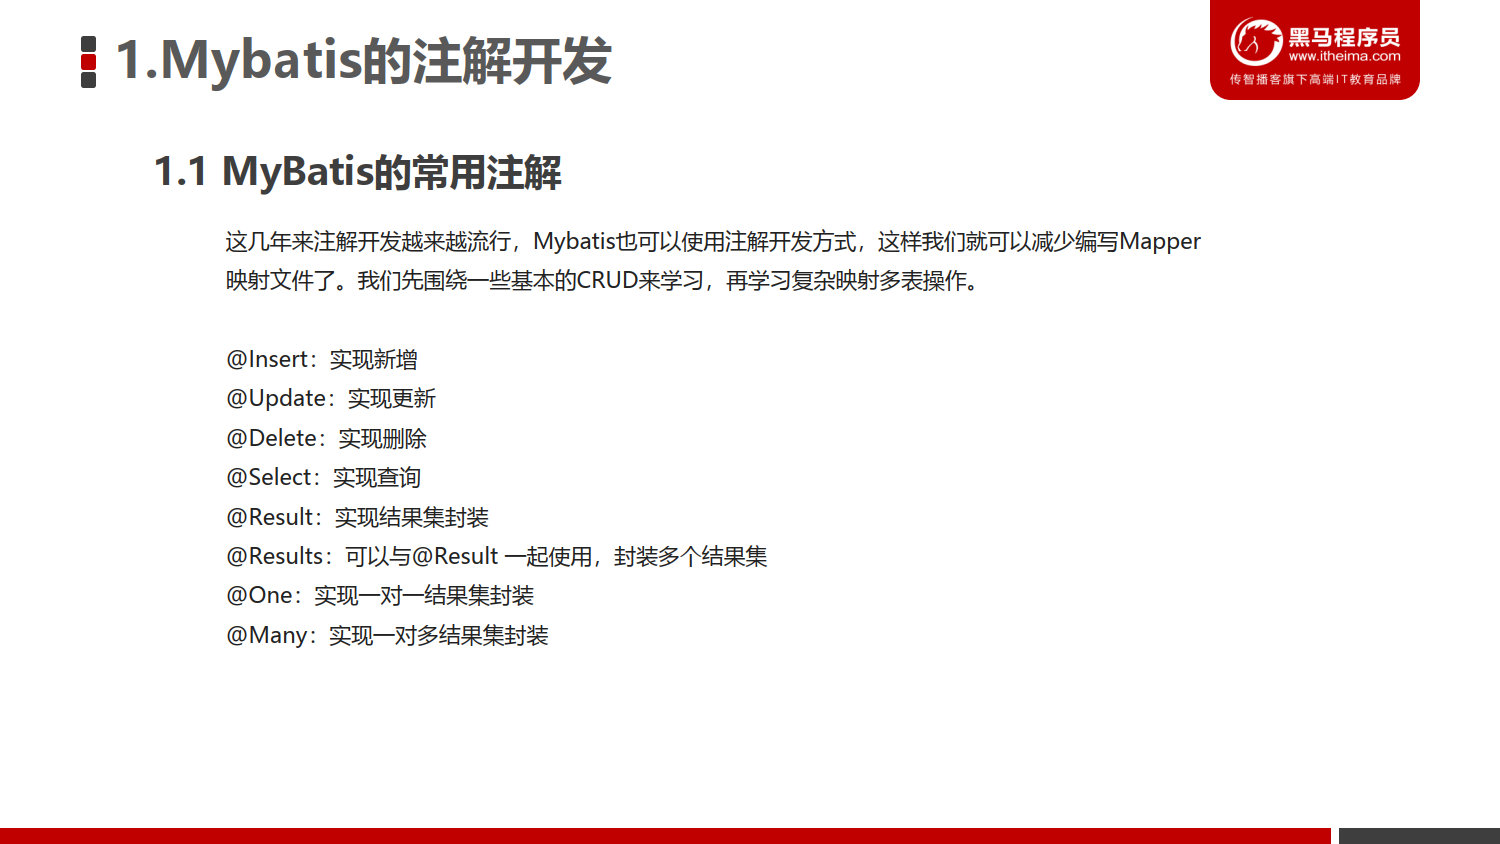 1.Mybatis的注解开发
黑马程序员
www.itheima.com
传智播客旗下高端IT教育品牌
1.1 MyBatis的常用注解
这几年来注解开发越来越流行，Mybatis也可以使用注解开发方式，这样我们就可以减少编写Mapper
映射文件了。我们先围绕一些基本的CRUD来学习，再学习复杂映射多表操作。
@Insert：实现新增
@Update：实现更新
@Delete：实现删除
@Select：实现查询
@Result：实现结果集封装
@Results：可以与@Result 一起使用，封装多个结果集
@One：实现一对一结果集封装
@Many：实现一对多结果集封装